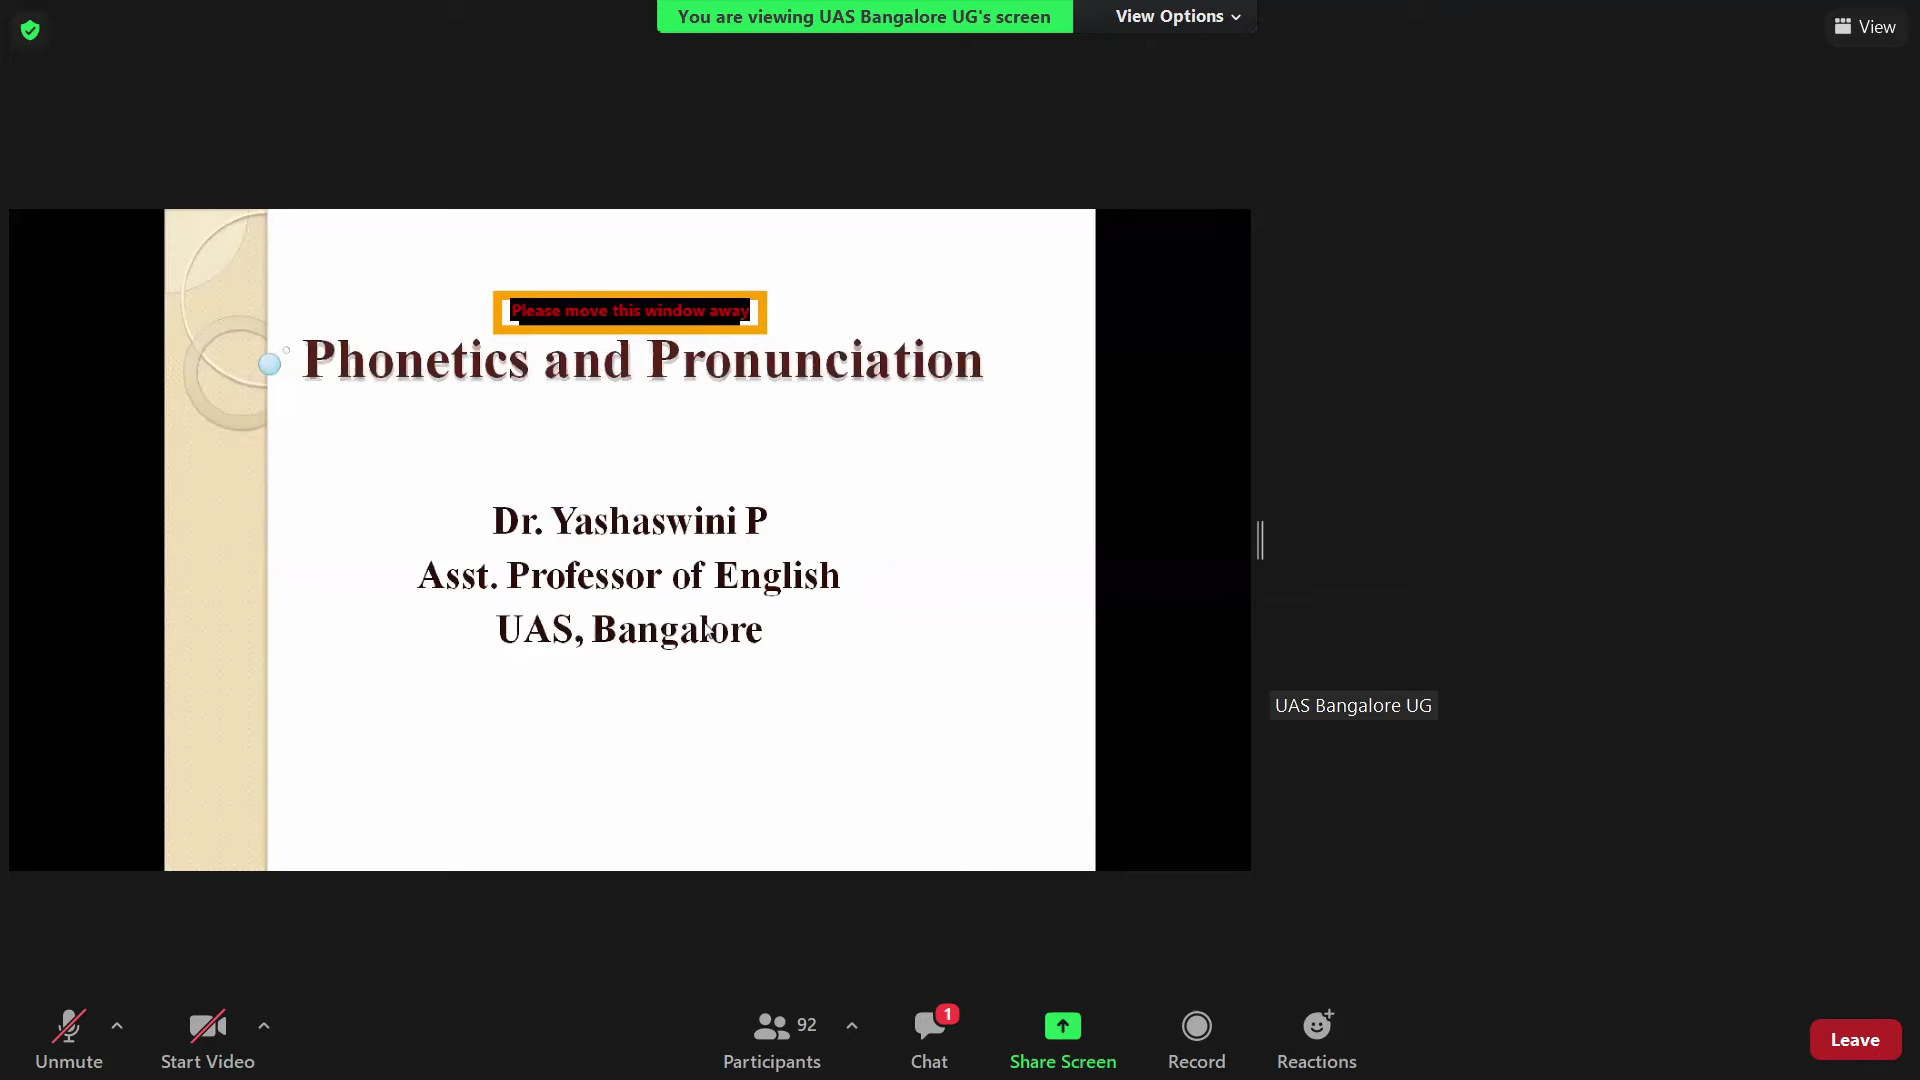 You are viewing UAS Bangalore UG's screen
View Options
View
Please move this window away
Phonetics and Pronunciation
Dr. Yashaswini P
Asst. Professor of English
UAS, Bangalore
UAS Bangalore UG
Unmute
Start Video
92
Participants
1
Chat
Share Screen
Record
Reactions
Leave